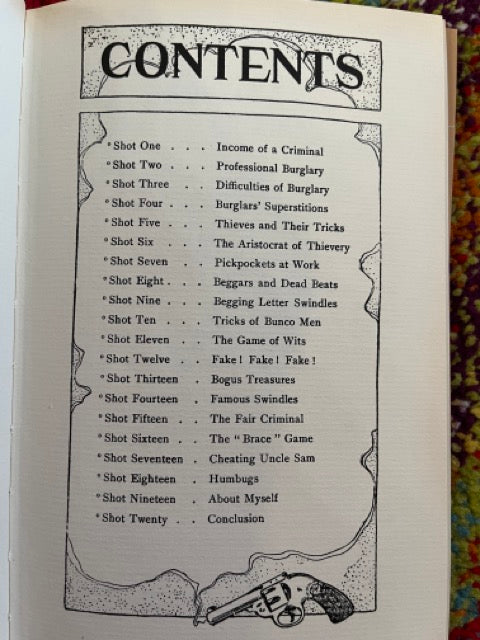 CONTENTS
°Shot One . . . Income of a Criminal
°Shot Two . . . Professional Burglary
°Shot Three . . Difficulties of Burglary
°Shot Four . . . Burglars' Superstitions
°Shot Five . . . Thieves and Their Tricks
°Shot Six . . . The Aristocrat of Thievery
°Shot Seven . . Pickpockets at Work
°Shot Eight . . . Beggars and Dead Beats
°Shot Nine . . . Begging Letter Swindles
°Shot Ten . . . Tricks of Bunco Men
°Shot Eleven . . The Game of Wits
°Shot Twelve . . Fake! Fake! Fake!
°Shot Thirteen . Bogus Treasures
°Shot Fourteen . Famous Swindles
°Shot Fifteen . . The Fair Criminal
°Shot Sixteen . . The "Brace" Game
°Shot Seventeen . Cheating Uncle Sam
°Shot Eighteen . Humbugs
°Shot Nineteen . About Myself
°Shot Twenty . . Conclusion